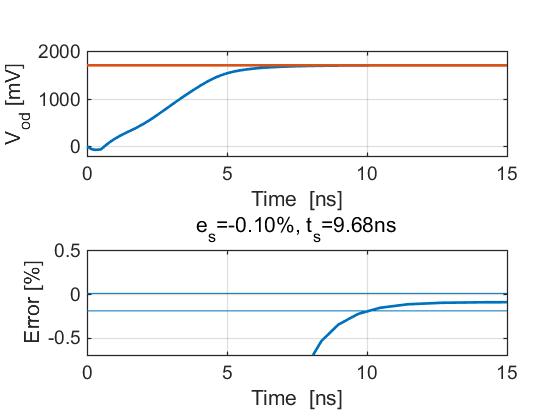 2000
1000
0
V_od [mV]
0 5 10 15
Time [ns]
e_s=-0.10%, t_s=9.68ns
0.5
0
-0.5
Error [%]
0 5 10 15
Time [ns]